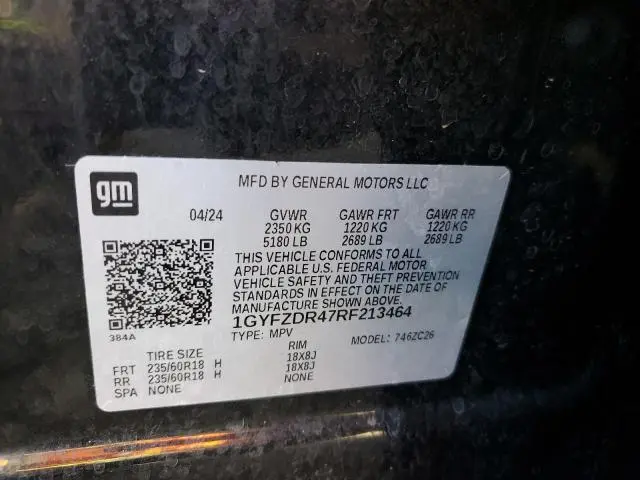 gm
MFD BY GENERAL MOTORS LLC
04/24 GVWR GAWR FRT GAWR RR
2350 KG 1220 KG 1220 KG
5180 LB 2689 LB 2689 LB
THIS VEHICLE CONFORMS TO ALL
APPLICABLE U.S. FEDERAL MOTOR
VEHICLE SAFETY AND THEFT PREVENTION
STANDARDS IN EFFECT ON THE DATE OF
MANUFACTURE SHOWN ABOVE.
384A
1GYFZDR47RF213464
TYPE: MPV MODEL: 746ZC26
TIRE SIZE RIM
FRT 235/60R18 H 18X8J
RR 235/60R18 H 18X8J
SPA NONE NONE